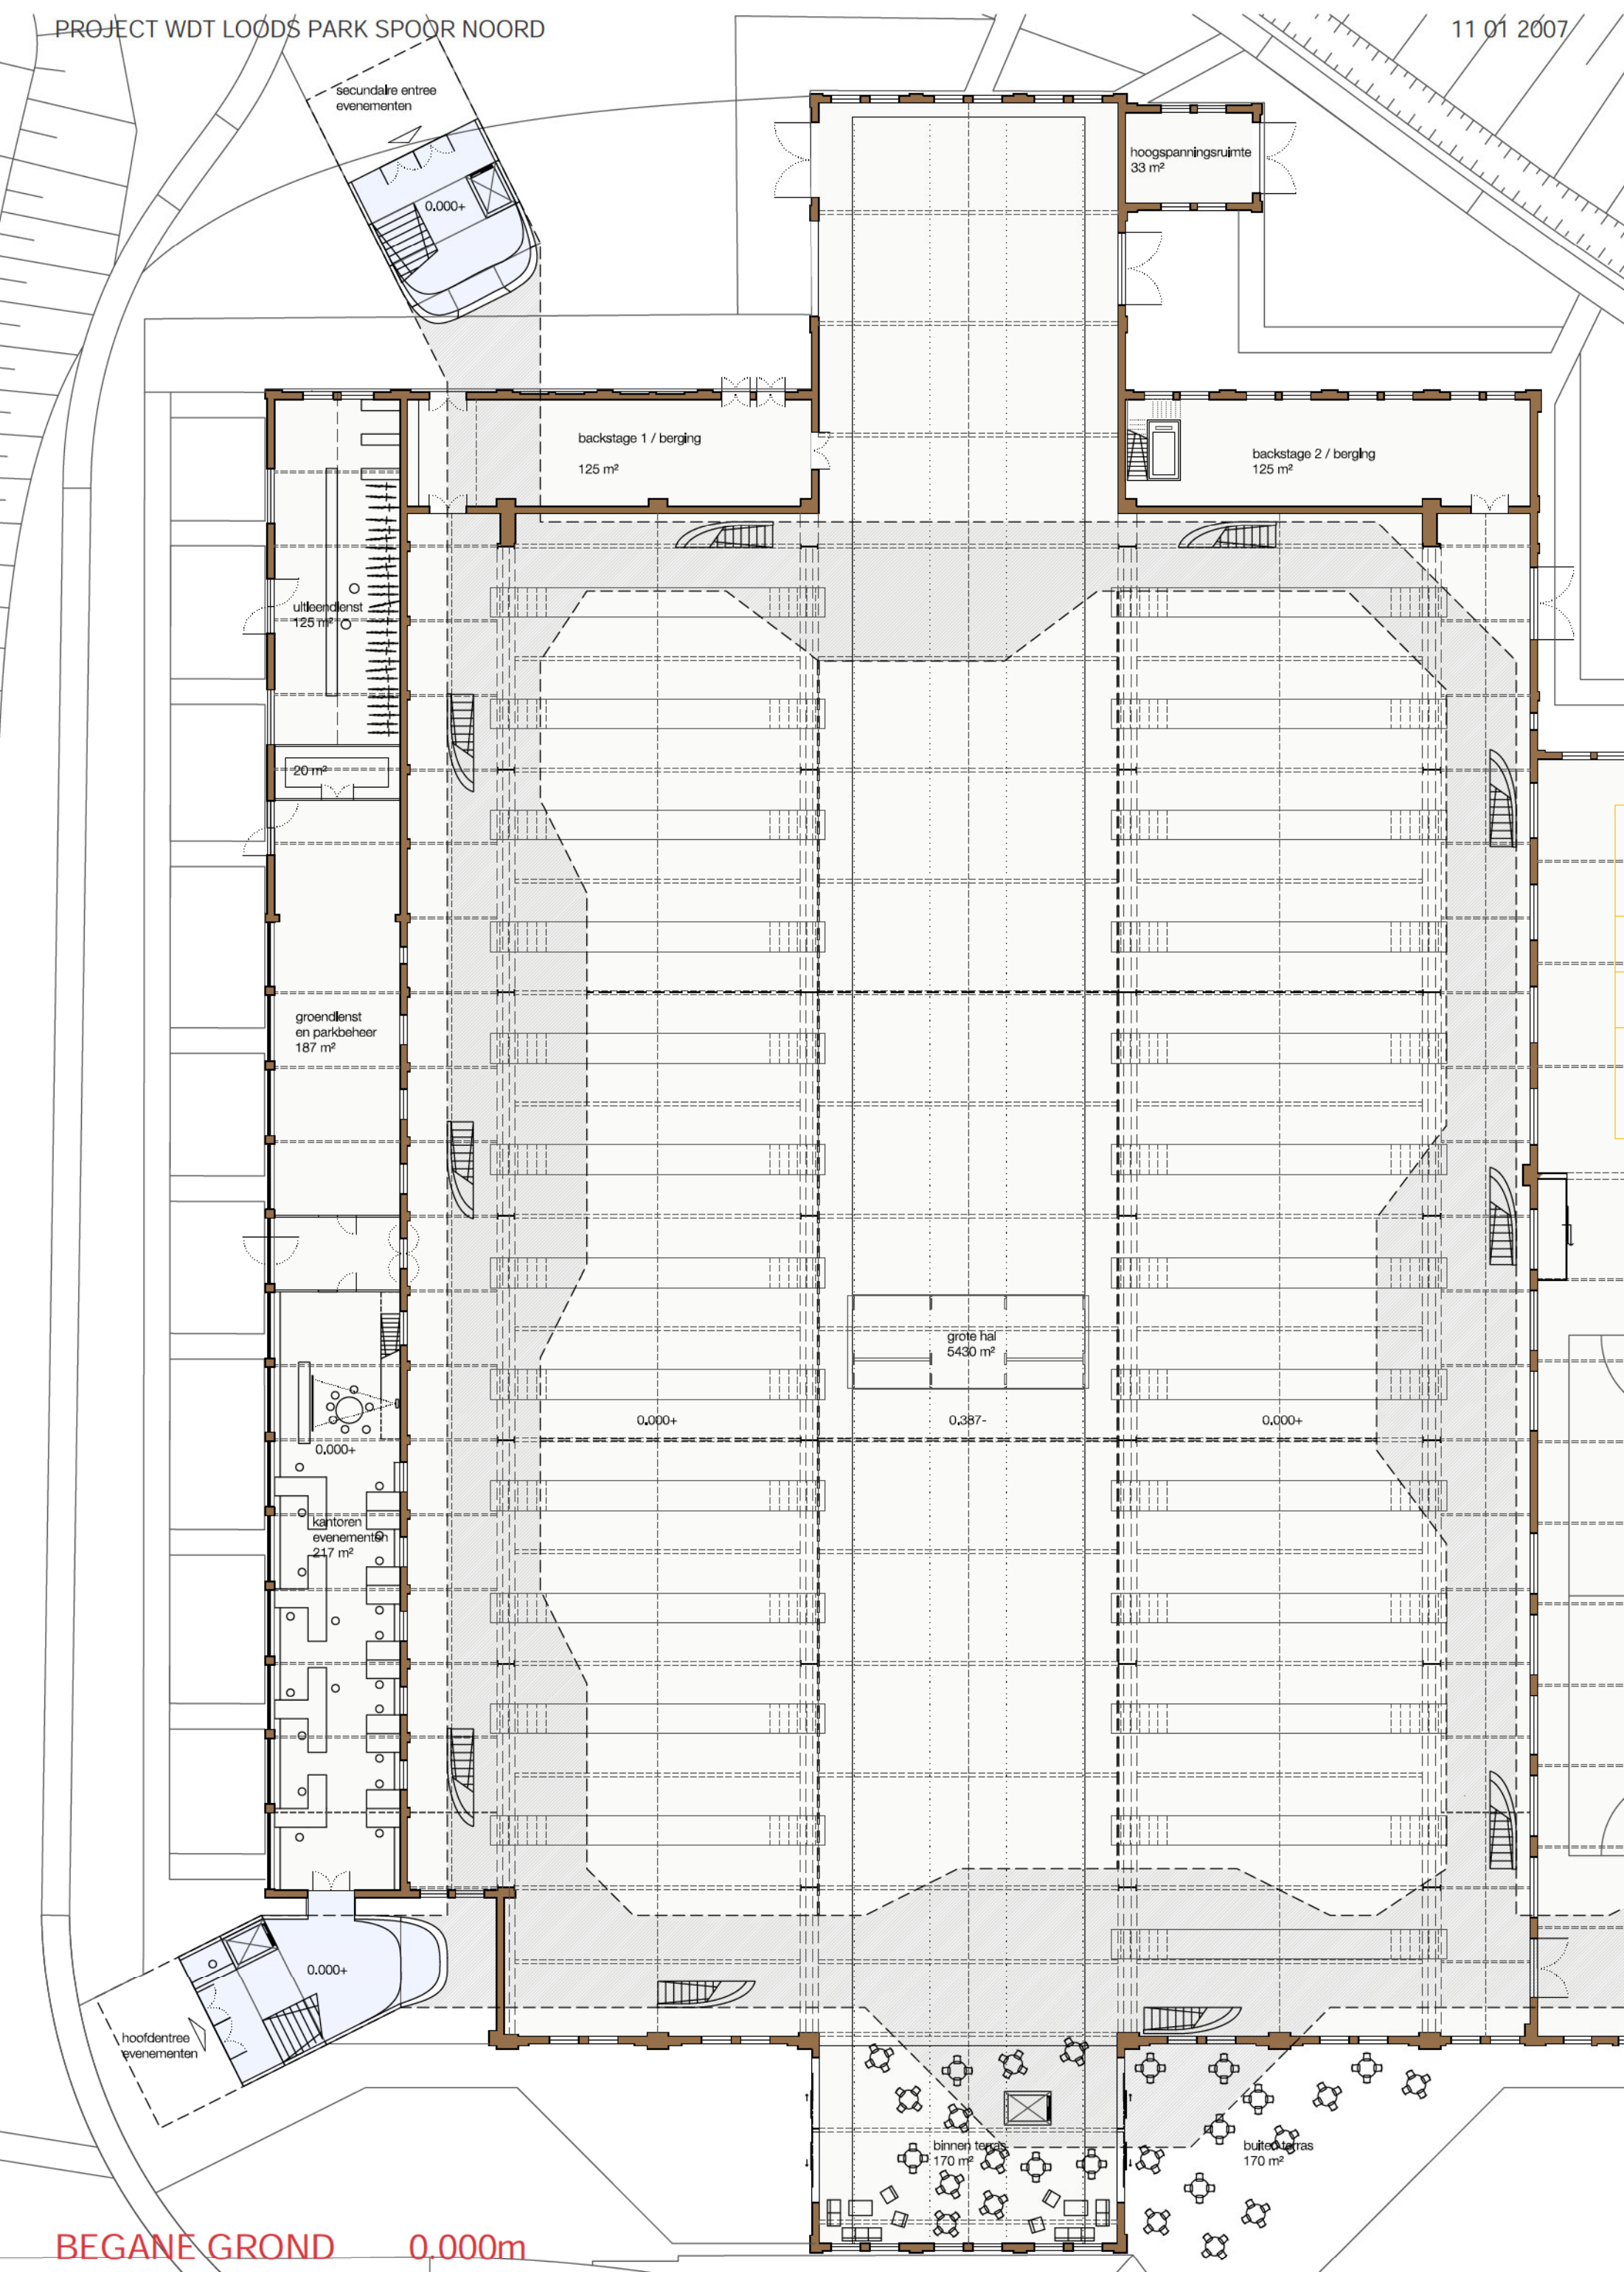 PROJECT WDT LOODS PARK SPOOR NOORD
11 01 2007
secundaire entree
evenementen
0.000+
hoogspanningsruimte
33 m²
backstage 1 / berging
125 m²
backstage 2 / berging
125 m²
uitleendienst
125 m²
20 m²
groendienst
en parkbeheer
187 m²
grote hal
5430 m²
0.000+
0.387-
0.000+
0.000+
kantoren
evenementen
217 m²
0.000+
hoofdentree
evenementen
binnen terras
170 m²
buiten terras
170 m²
BEGANE GROND 0.000m